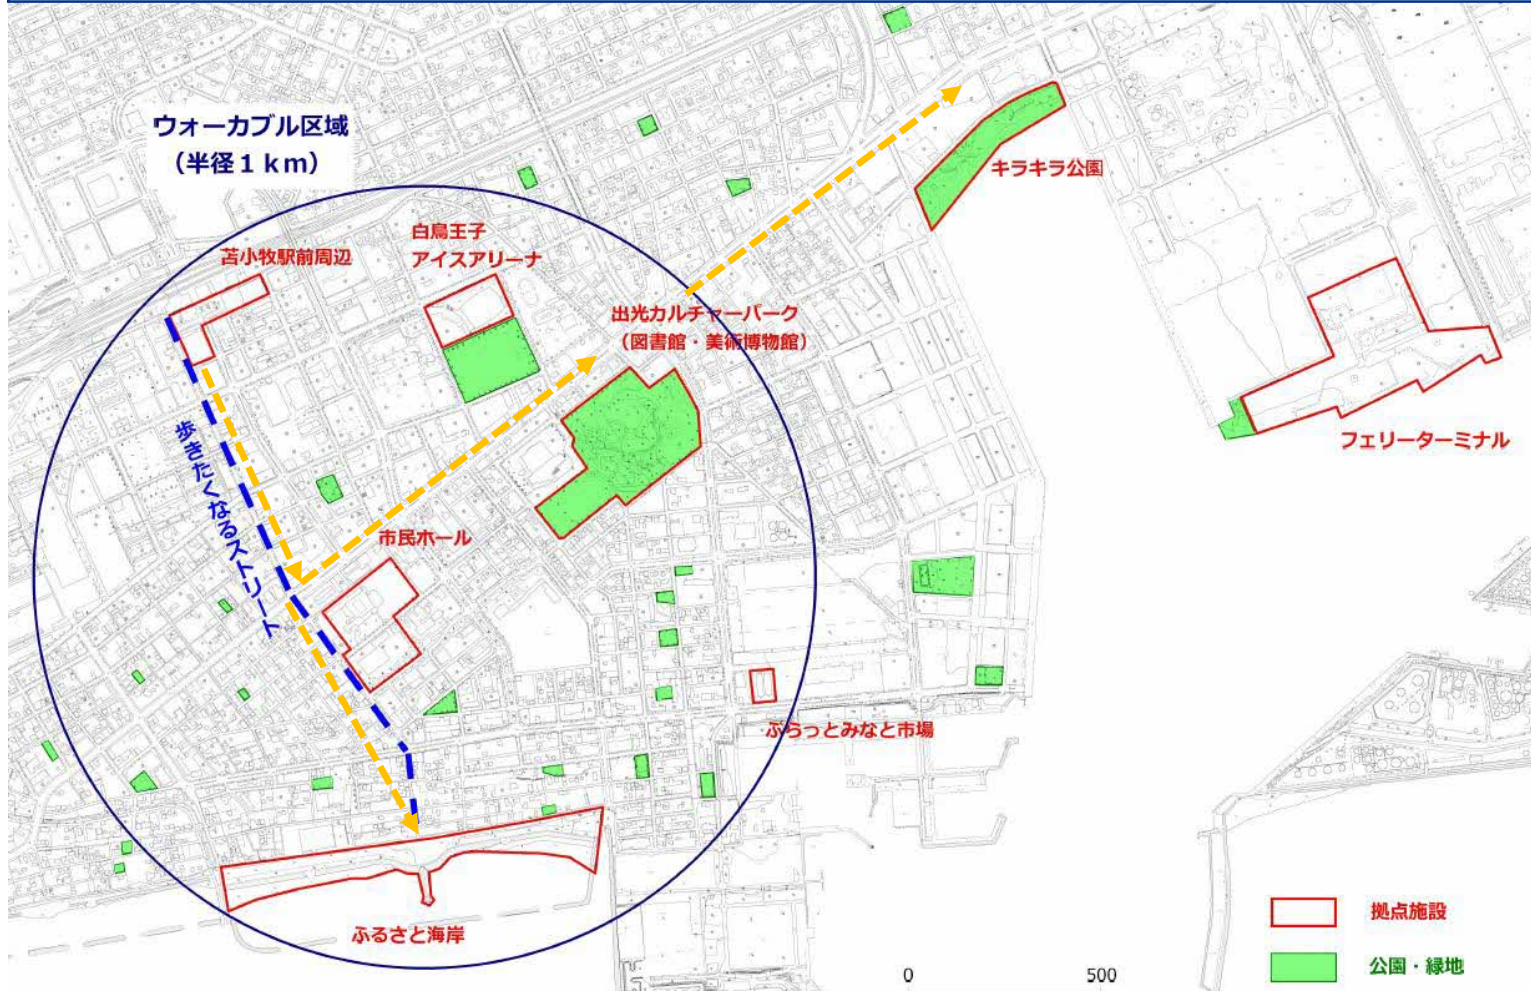 ウォーカブル区域
（半径１ｋｍ）
苫小牧駅前周辺
白鳥王子
アイスアリーナ
出光カルチャーパーク
（図書館・美術博物館）
キラキラ公園
フェリーターミナル
歩きたくなるストリート
市民ホール
ぷらっとみなと市場
ふるさと海岸
拠点施設
公園・緑地
0 500